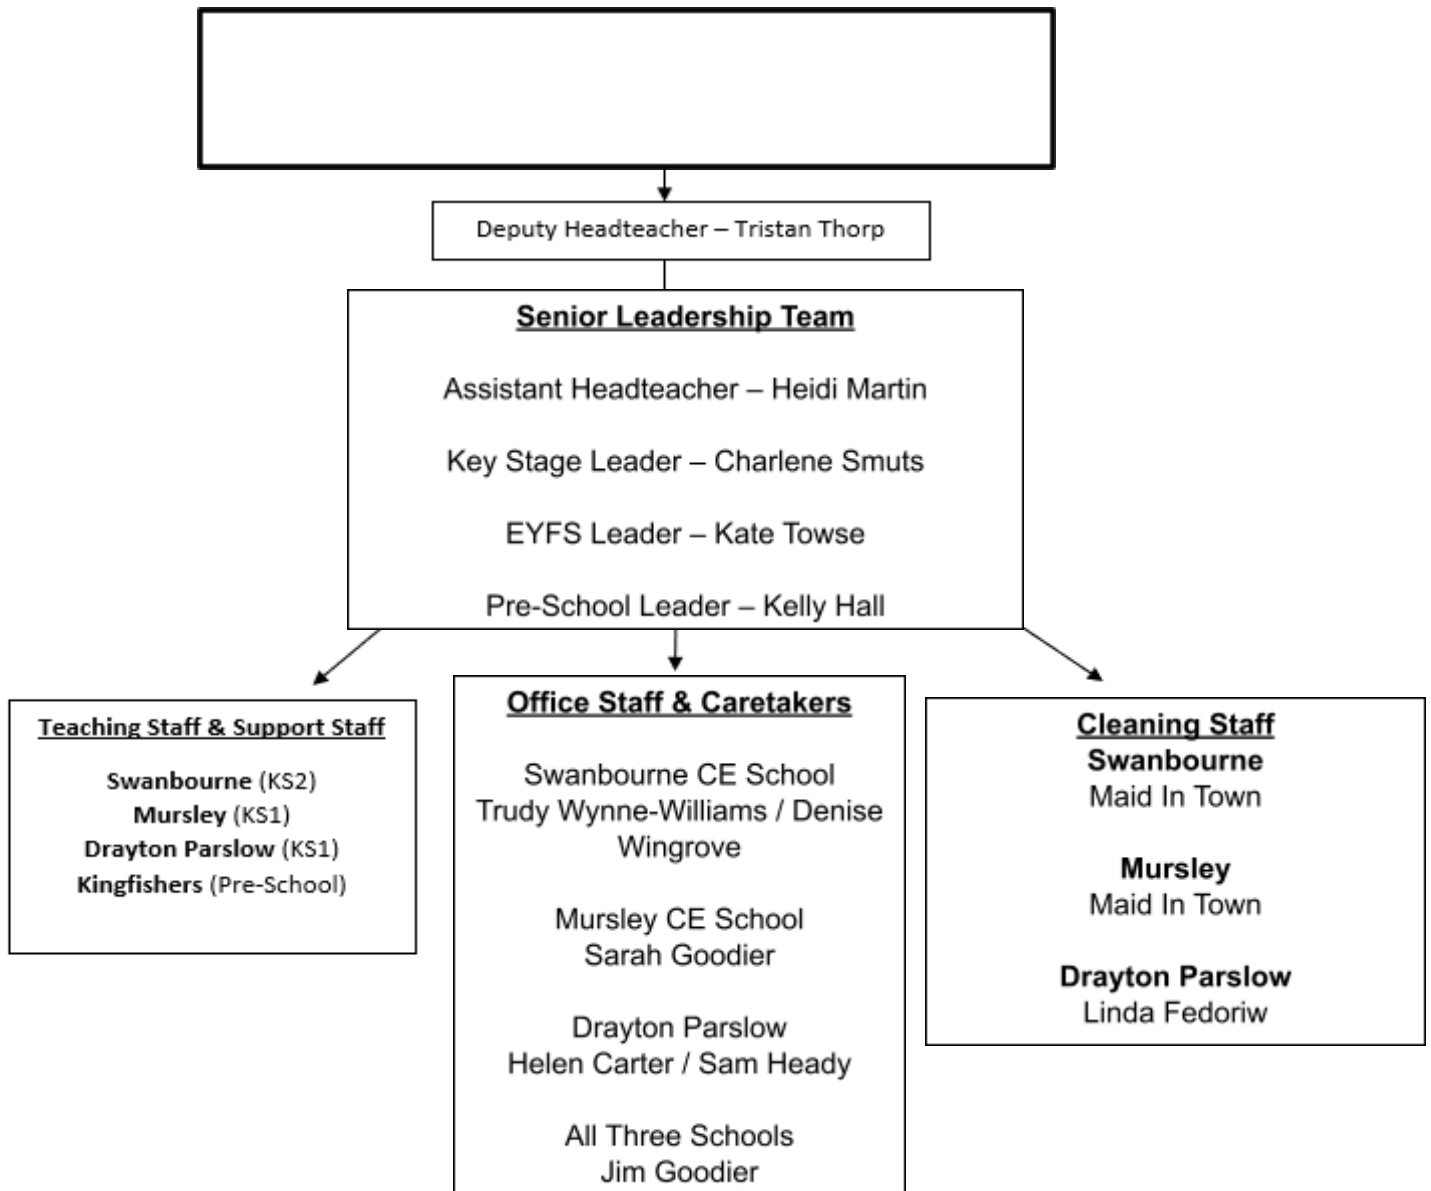 Deputy Headteacher – Tristan Thorp
Senior Leadership Team
Assistant Headteacher – Heidi Martin
Key Stage Leader – Charlene Smuts
EYFS Leader – Kate Towse
Pre-School Leader – Kelly Hall
Teaching Staff & Support Staff
Swanbourne (KS2)
Mursley (KS1)
Drayton Parslow (KS1)
Kingfishers (Pre-School)
Office Staff & Caretakers
Swanbourne CE School
Trudy Wynne-Williams / Denise
Wingrove
Mursley CE School
Sarah Goodier
Drayton Parslow
Helen Carter / Sam Heady
All Three Schools
Jim Goodier
Cleaning Staff
Swanbourne
Maid In Town
Mursley
Maid In Town
Drayton Parslow
Linda Fedoriw